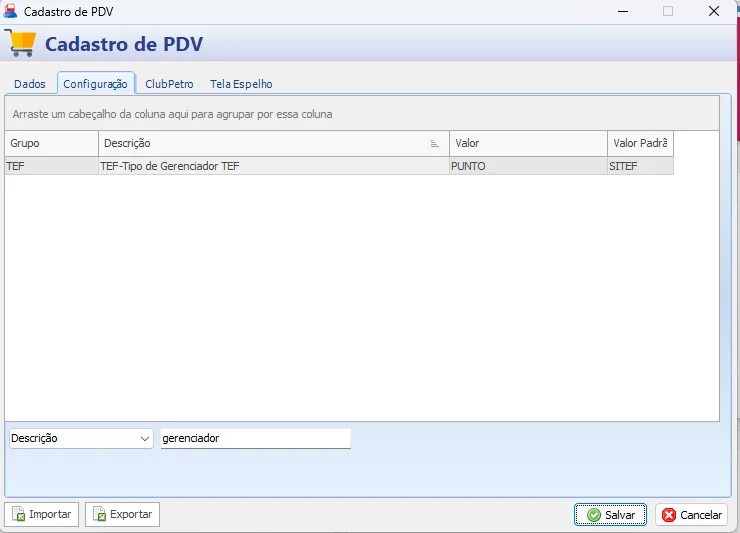 Cadastro de PDV
Cadastro de PDV
Dados Configuração ClubPetro Tela Espelho
Arraste um cabeçalho da coluna aqui para agrupar por essa coluna
Grupo Descrição Valor Valor Padrã
TEF TEF-Tipo de Gerenciador TEF PUNTO SITEF
Descrição gerenciador
Importar Exportar Salvar Cancelar